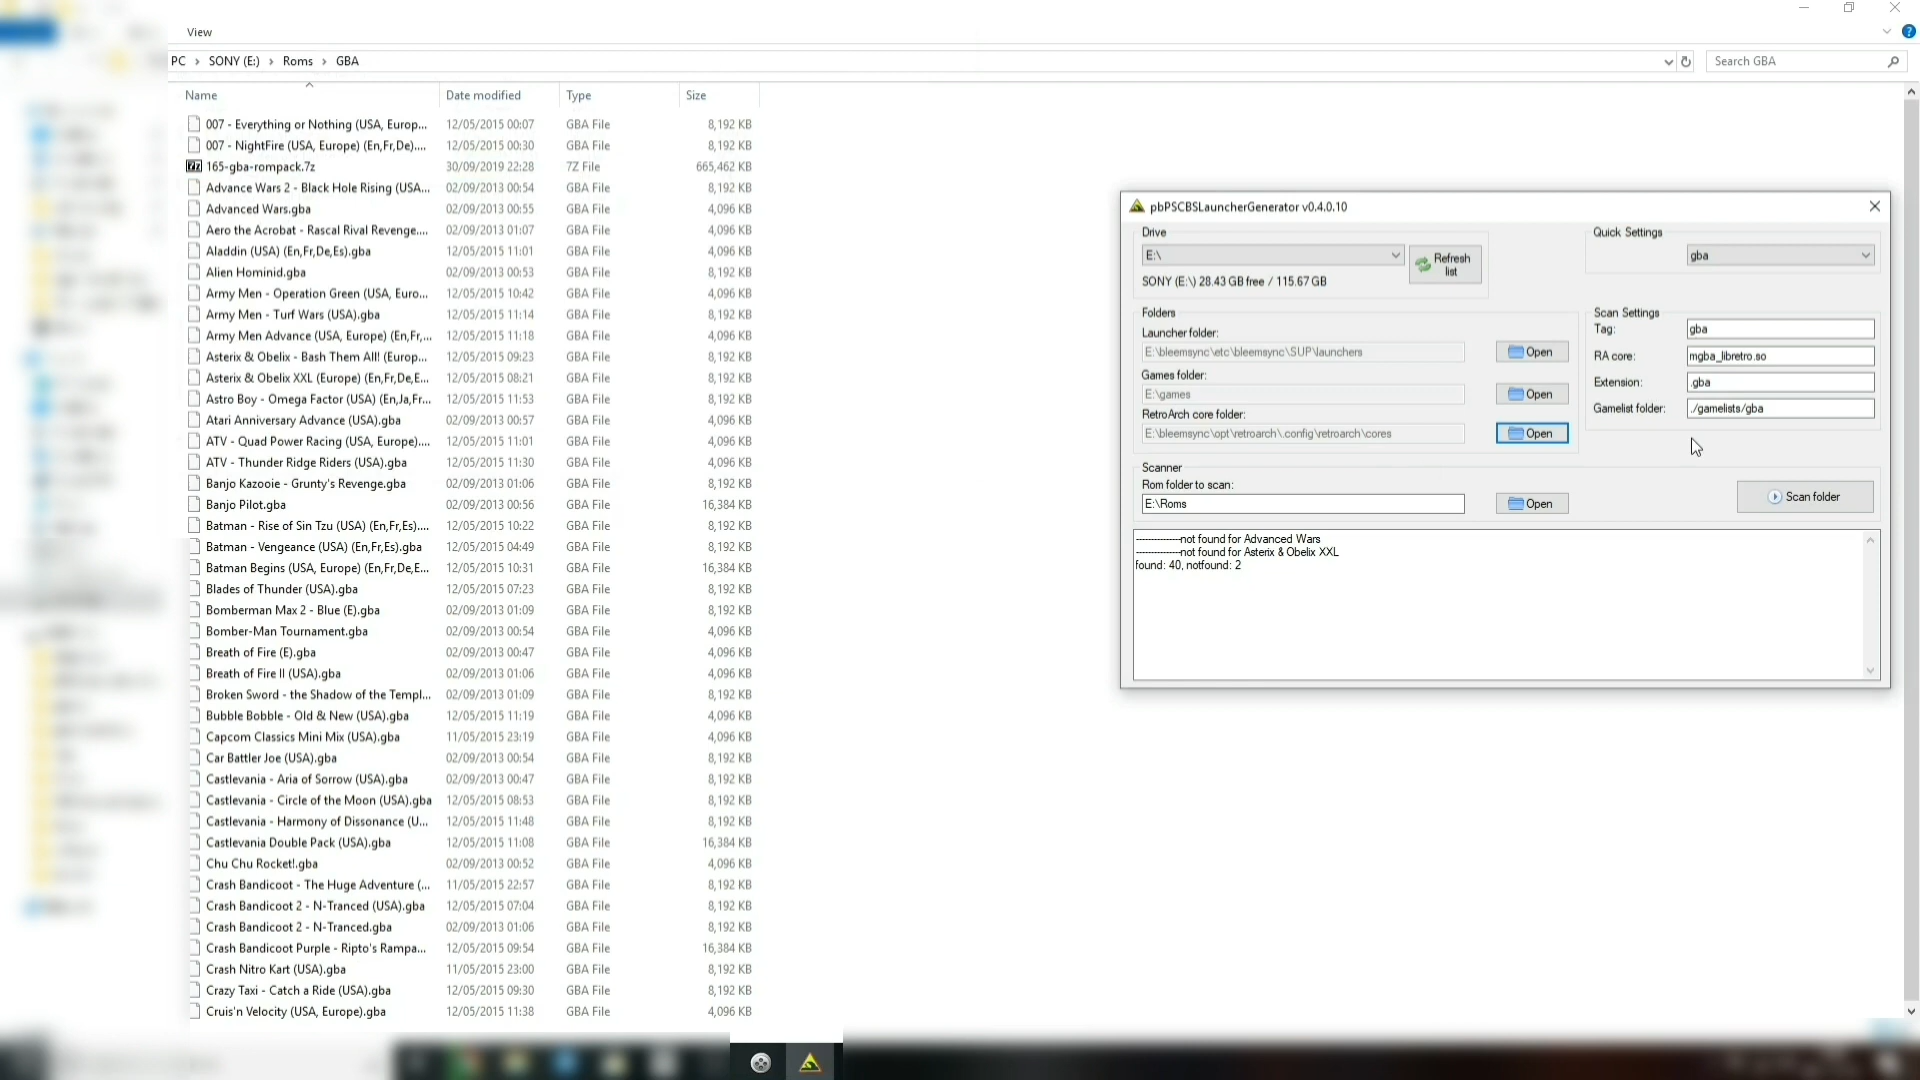 View
PC > SONY (E:) > Roms > GBA
Search GBA
Name Date modified Type Size
007 - Everything or Nothing (USA, Europ... 12/05/2015 00:07 GBA File 8,192 KB
007 - NightFire (USA, Europe) (En,Fr,De).... 12/05/2015 00:30 GBA File 8,192 KB
165-gba-rompack.7z 30/09/2019 22:28 7Z File 665,462 KB
Advance Wars 2 - Black Hole Rising (USA... 02/09/2013 00:54 GBA File 8,192 KB
Advanced Wars.gba 02/09/2013 00:55 GBA File 4,096 KB
Aero the Acrobat - Rascal Rival Revenge.... 02/09/2013 01:07 GBA File 4,096 KB
Aladdin (USA) (En,Fr,De,Es).gba 12/05/2015 11:01 GBA File 4,096 KB
Alien Hominid.gba 02/09/2013 00:53 GBA File 8,192 KB
Army Men - Operation Green (USA, Euro... 12/05/2015 10:42 GBA File 4,096 KB
Army Men - Turf Wars (USA).gba 12/05/2015 11:14 GBA File 4,096 KB
Army Men Advance (USA, Europe) (En,Fr,... 12/05/2015 11:18 GBA File 4,096 KB
Asterix & Obelix - Bash Them All! (Europ... 12/05/2015 09:23 GBA File 8,192 KB
Asterix & Obelix XXL (Europe) (En,Fr,De,E... 12/05/2015 08:21 GBA File 8,192 KB
Astro Boy - Omega Factor (USA) (En,Ja,Fr... 12/05/2015 11:53 GBA File 8,192 KB
Atari Anniversary Advance (USA).gba 02/09/2013 00:57 GBA File 4,096 KB
ATV - Quad Power Racing (USA, Europe).... 12/05/2015 11:01 GBA File 4,096 KB
ATV - Thunder Ridge Riders (USA).gba 12/05/2015 11:30 GBA File 4,096 KB
Banjo Kazooie - Grunty's Revenge.gba 02/09/2013 01:06 GBA File 8,192 KB
Banjo Pilot.gba 02/09/2013 00:56 GBA File 16,384 KB
Batman - Rise of Sin Tzu (USA) (En,Fr,Es).... 12/05/2015 10:22 GBA File 8,192 KB
Batman - Vengeance (USA) (En,Fr,Es).gba 12/05/2015 04:49 GBA File 8,192 KB
Batman Begins (USA, Europe) (En,Fr,De,E... 12/05/2015 10:31 GBA File 16,384 KB
Blades of Thunder (USA).gba 12/05/2015 07:23 GBA File 8,192 KB
Bomberman Max 2 - Blue (E).gba 02/09/2013 01:09 GBA File 8,192 KB
Bomber-Man Tournament.gba 02/09/2013 00:54 GBA File 4,096 KB
Breath of Fire (E).gba 02/09/2013 00:47 GBA File 4,096 KB
Breath of Fire II (USA).gba 02/09/2013 01:06 GBA File 4,096 KB
Broken Sword - the Shadow of the Templ... 02/09/2013 01:09 GBA File 8,192 KB
Bubble Bobble - Old & New (USA).gba 12/05/2015 11:19 GBA File 4,096 KB
Capcom Classics Mini Mix (USA).gba 11/05/2015 23:19 GBA File 4,096 KB
Car Battler Joe (USA).gba 02/09/2013 00:54 GBA File 8,192 KB
Castlevania - Aria of Sorrow (USA).gba 02/09/2013 00:47 GBA File 8,192 KB
Castlevania - Circle of the Moon (USA).gba 12/05/2015 08:53 GBA File 8,192 KB
Castlevania - Harmony of Dissonance (U... 12/05/2015 11:48 GBA File 8,192 KB
Castlevania Double Pack (USA).gba 12/05/2015 11:08 GBA File 16,384 KB
Chu Chu Rocket!.gba 02/09/2013 00:52 GBA File 4,096 KB
Crash Bandicoot - The Huge Adventure (... 11/05/2015 22:57 GBA File 8,192 KB
Crash Bandicoot 2 - N-Tranced (USA).gba 12/05/2015 07:04 GBA File 8,192 KB
Crash Bandicoot 2 - N-Tranced.gba 02/09/2013 01:06 GBA File 8,192 KB
Crash Bandicoot Purple - Ripto's Rampa... 12/05/2015 09:54 GBA File 16,384 KB
Crash Nitro Kart (USA).gba 11/05/2015 23:00 GBA File 8,192 KB
Crazy Taxi - Catch a Ride (USA).gba 12/05/2015 09:30 GBA File 8,192 KB
Cruis'n Velocity (USA, Europe).gba 12/05/2015 11:38 GBA File 4,096 KB
pbPSCBSLauncherGenerator v0.4.0.10
Drive
E:\
Refresh
list
SONY (E:\) 28.43 GB free / 115.67 GB
Quick Settings
gba
Folders
Launcher folder:
E:\bleemsync\etc\bleemsync\SUP\launchers
Open
Games folder:
E:\games
Open
RetroArch core folder:
E:\bleemsync\opt\retroarch\.config\retroarch\cores
Open
Scan Settings
Tag: gba
RA core: mgba_libretro.so
Extension: .gba
Gamelist folder: ./gamelists/gba
Scanner
Rom folder to scan:
E:\Roms
Open
Scan folder
---------------not found for Advanced Wars
---------------not found for Asterix & Obelix XXL
found: 40, notfound: 2